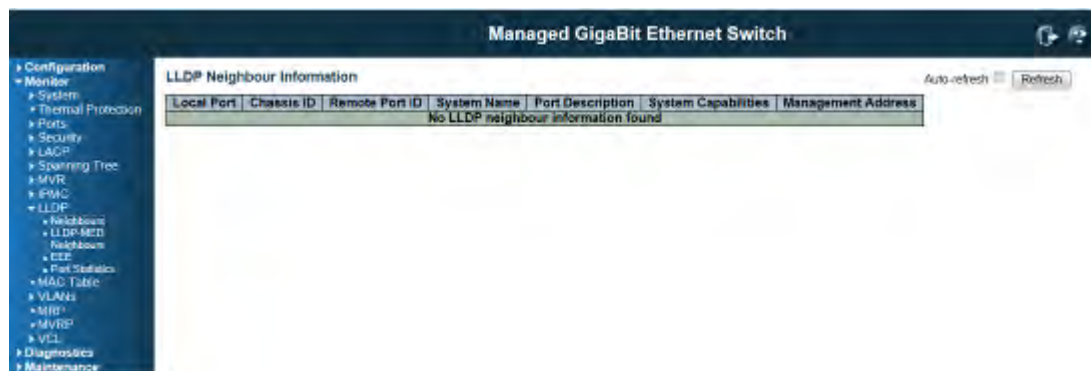 Managed GigaBit Ethernet Switch
Configuration
Monitor
System
Thermal Protection
Ports
Security
LACP
Spanning Tree
MVR
IPMC
LLDP
Neighbours
LLDP-MED
Neighbours
EEE
Port Statistics
MAC Table
VLANs
MRP
MVRP
VCL
Diagnostics
Maintenance
LLDP Neighbour Information
Auto-refresh Refresh
Local Port Chassis ID Remote Port ID System Name Port Description System Capabilities Management Address
No LLDP neighbour information found